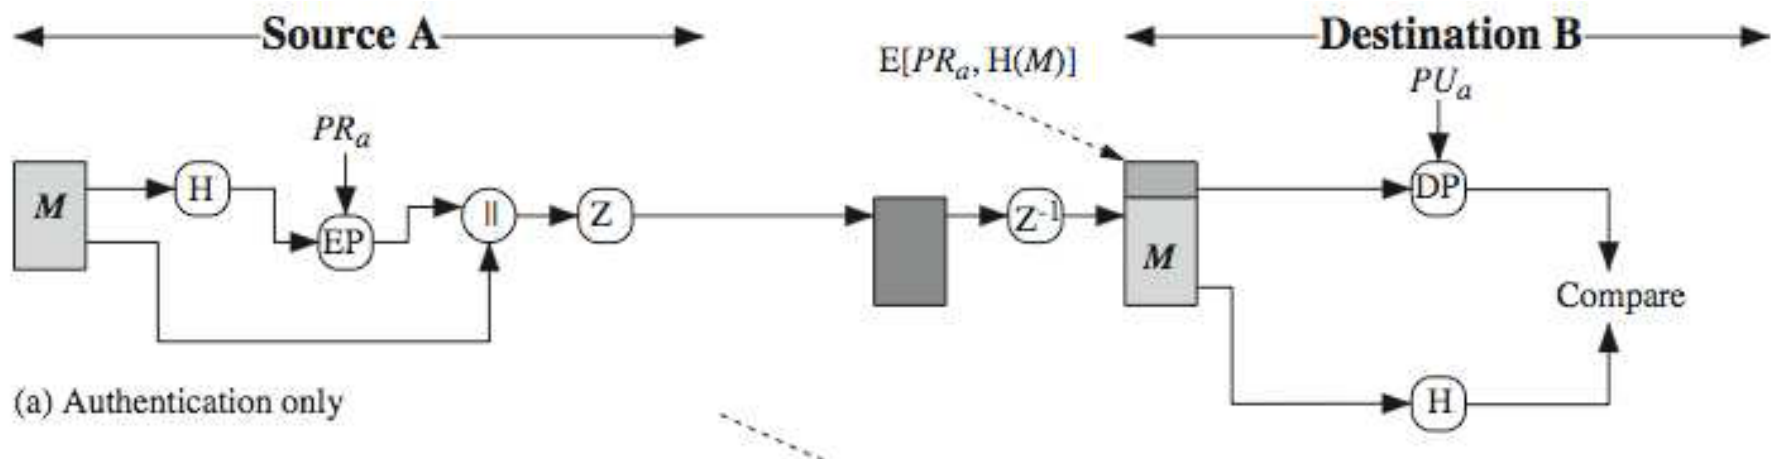 Source A
Destination B
E[PRₐ, H(M)]
PUₐ
PRₐ
M
H
EP
||
Z
Z⁻¹
M
DP
Compare
H
(a) Authentication only